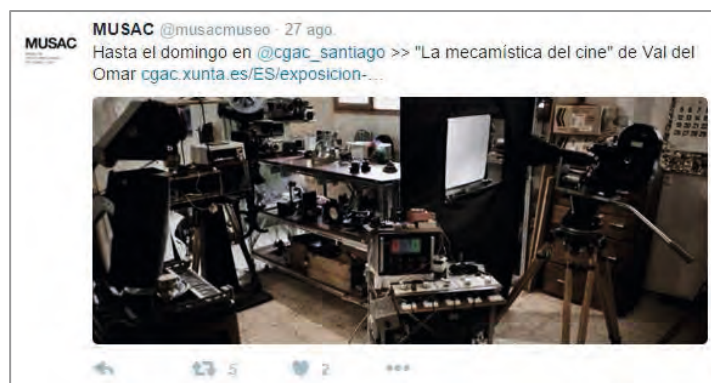 MUSAC @musacmuseo · 27 ago.
MUSAC
Hasta el domingo en @cgac_santiago >> "La mecamística del cine" de Val del
Omar cgac.xunta.es/ES/exposicion-...
5
2